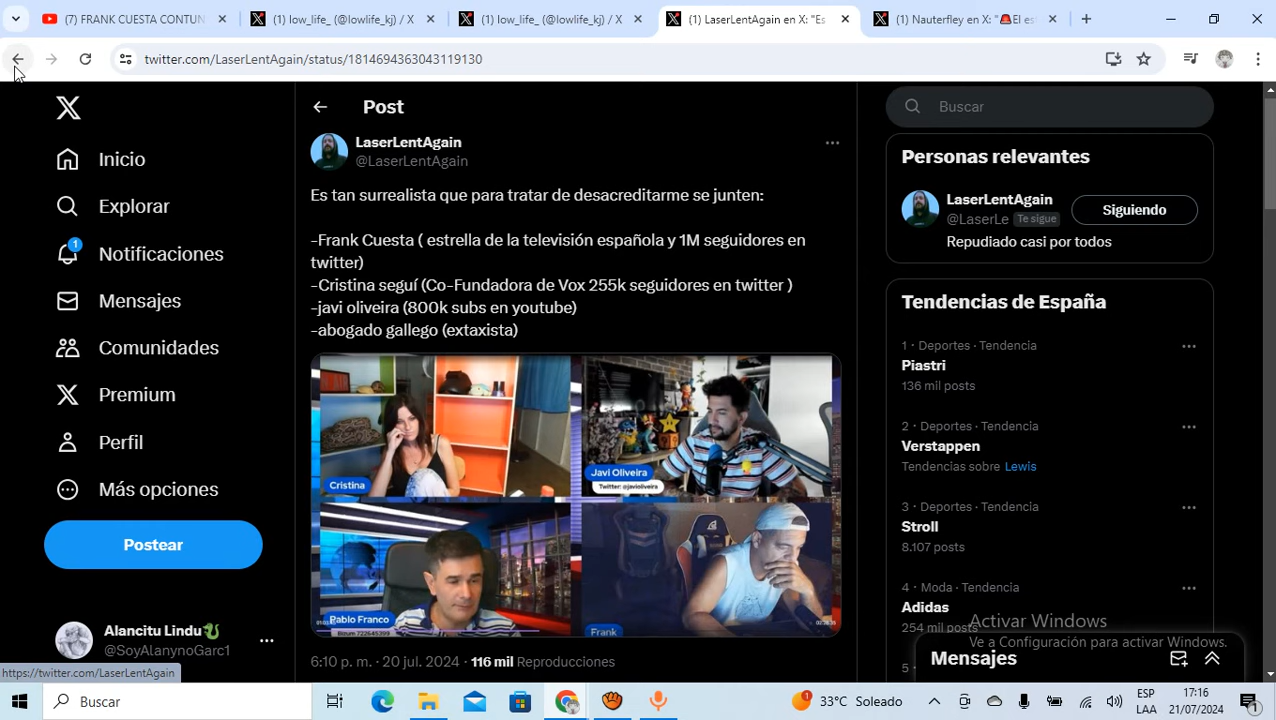 (7) FRANK CUESTA CONTUN
(1) low_life_ (@lowlife_kj) / X
(1) low_life_ (@lowlife_kj) / X
(1) LaserLentAgain en X: "Es
(1) Nauterfley en X: "🚨El es
twitter.com/LaserLentAgain/status/1814694363043119130
Inicio
Explorar
1
Notificaciones
Mensajes
Comunidades
Premium
Perfil
Más opciones
Postear
Alancitu Lindu🐉
@SoyAlanynoGarc1
https://twitter.com/LaserLentAgain
Post
LaserLentAgain
@LaserLentAgain
Es tan surrealista que para tratar de desacreditarme se junten:
-Frank Cuesta ( estrella de la televisión española y 1M seguidores en
twitter)
-Cristina seguí (Co-Fundadora de Vox 255k seguidores en twitter )
-javi oliveira (800k subs en youtube)
-abogado gallego (extaxista)
Cristina
Javi Oliveira
Twitter: @javioliveira
Pablo Franco
Bizum 722645399
Frank
6:10 p. m. · 20 jul. 2024 · 116 mil Reproducciones
Buscar
Personas relevantes
LaserLentAgain
@LaserLe Te sigue
Siguiendo
Repudiado casi por todos
Tendencias de España
1 · Deportes · Tendencia
Piastri
136 mil posts
2 · Deportes · Tendencia
Verstappen
Tendencias sobre Lewis
3 · Deportes · Tendencia
Stroll
8.107 posts
4 · Moda · Tendencia
Adidas
254 mil posts
5 ·
Activar Windows
Ve a Configuración para activar Windows.
Mensajes
Buscar
1
33°C Soleado
ESP
LAA
17:16
21/07/2024
1